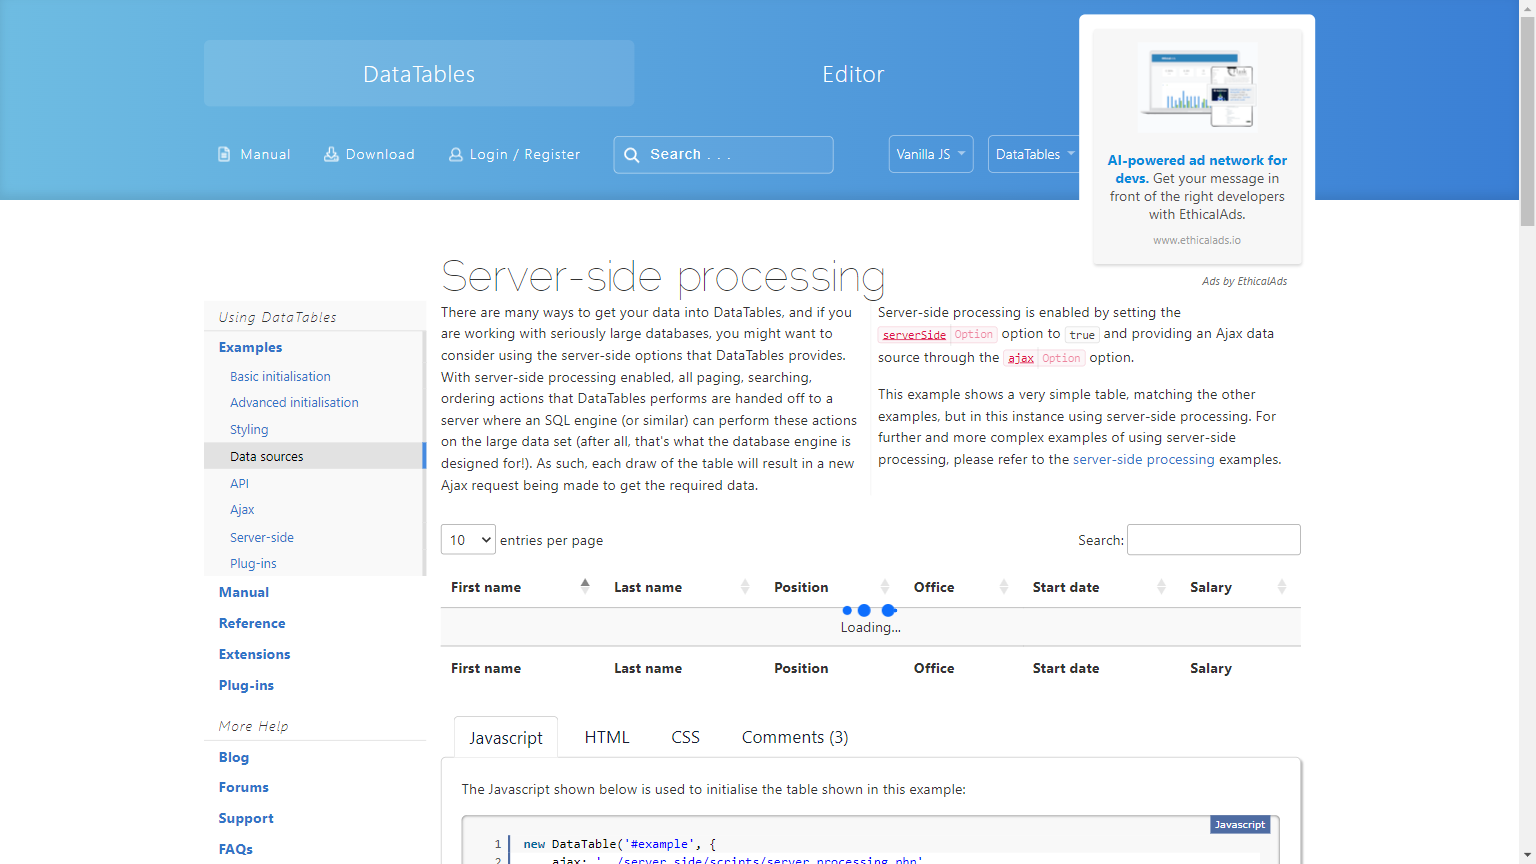 DataTables
Editor
Manual
Download
Login / Register
Search . . .
Vanilla JS
DataTables
AI-powered ad network for
devs. Get your message in
front of the right developers
with EthicalAds.
www.ethicalads.io
Ads by EthicalAds
Using DataTables
Examples
Basic initialisation
Advanced initialisation
Styling
Data sources
API
Ajax
Server-side
Plug-ins
Manual
Reference
Extensions
Plug-ins
More Help
Blog
Forums
Support
FAQs
Server-side processing
There are many ways to get your data into DataTables, and if you
are working with seriously large databases, you might want to
consider using the server-side options that DataTables provides.
With server-side processing enabled, all paging, searching,
ordering actions that DataTables performs are handed off to a
server where an SQL engine (or similar) can perform these actions
on the large data set (after all, that's what the database engine is
designed for!). As such, each draw of the table will result in a new
Ajax request being made to get the required data.
Server-side processing is enabled by setting the
serverSide Option option to true and providing an Ajax data
source through the ajax Option option.
This example shows a very simple table, matching the other
examples, but in this instance using server-side processing. For
further and more complex examples of using server-side
processing, please refer to the server-side processing examples.
10 entries per page
Search:
First name Last name Position Office Start date Salary
Loading...
First name Last name Position Office Start date Salary
Javascript HTML CSS Comments (3)
The Javascript shown below is used to initialise the table shown in this example:
Javascript
1 new DataTable('#example', {
2 ajax: '../server_side/scripts/server_processing.php'